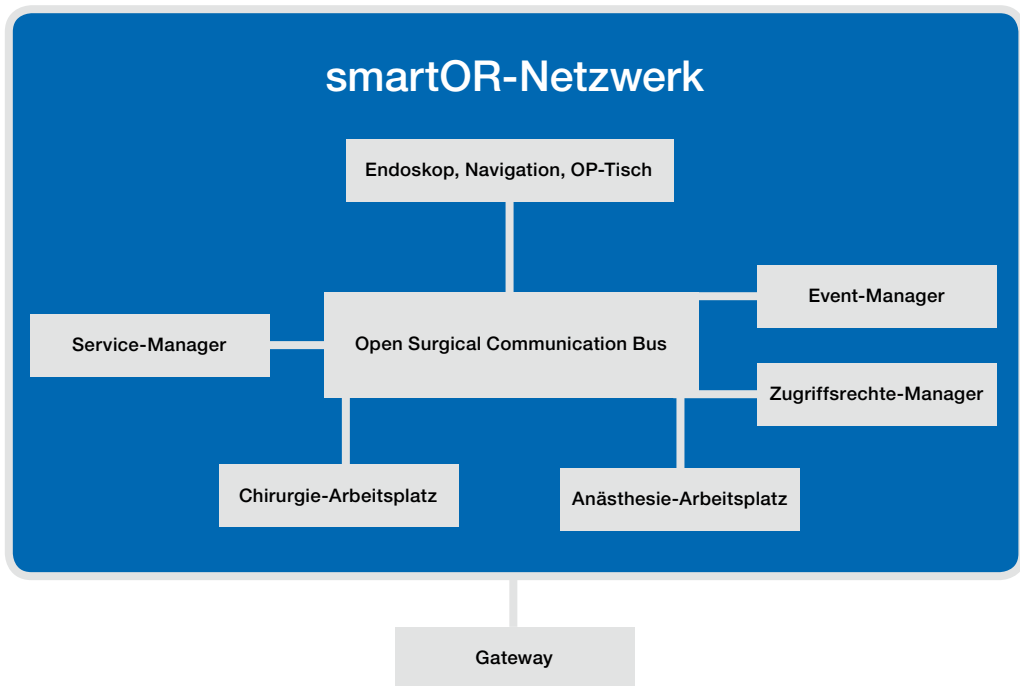 smartOR-Netzwerk
Endoskop, Navigation, OP-Tisch
Event-Manager
Service-Manager
Open Surgical Communication Bus
Zugriffsrechte-Manager
Chirurgie-Arbeitsplatz
Anästhesie-Arbeitsplatz
Gateway